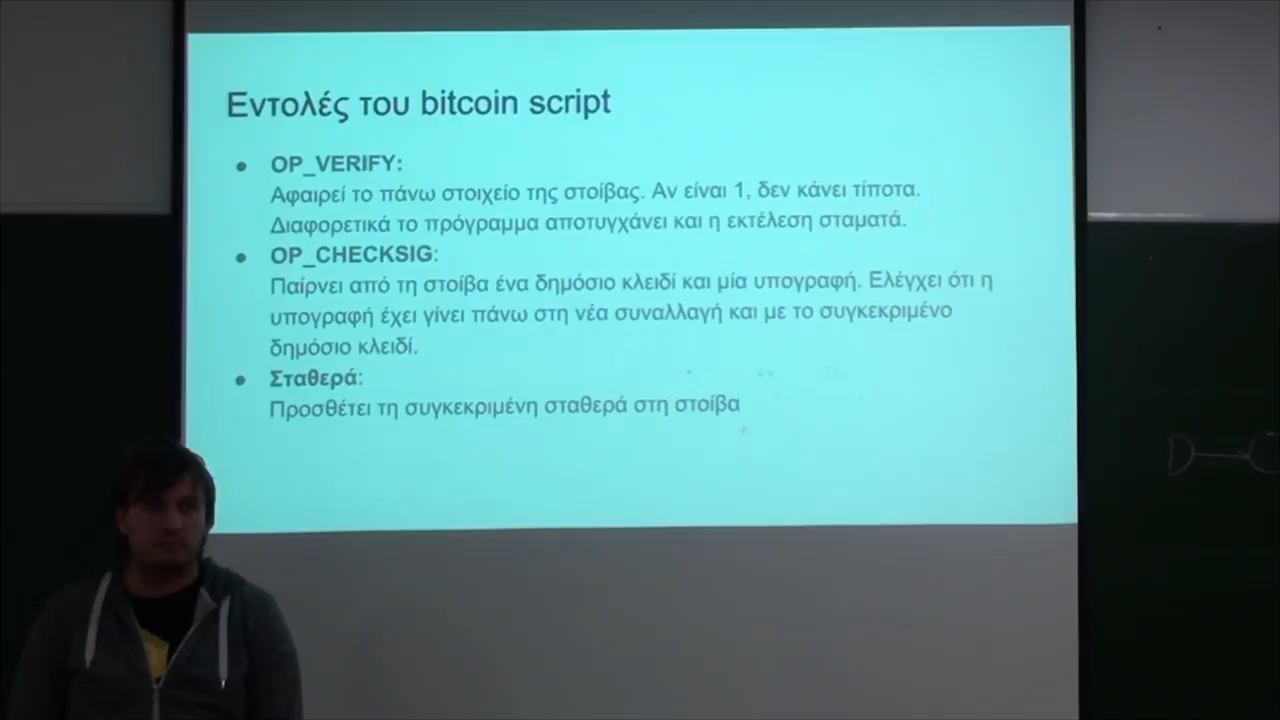 Εντολές του bitcoin script
● OP_VERIFY:
Αφαιρεί το πάνω στοιχείο της στοίβας. Αν είναι 1, δεν κάνει τίποτα.
Διαφορετικά το πρόγραμμα αποτυγχάνει και η εκτέλεση σταματά.
● OP_CHECKSIG:
Παίρνει από τη στοίβα ένα δημόσιο κλειδί και μία υπογραφή. Ελέγχει ότι η
υπογραφή έχει γίνει πάνω στη νέα συναλλαγή και με το συγκεκριμένο
δημόσιο κλειδί.
● Σταθερά:
Προσθέτει τη συγκεκριμένη σταθερά στη στοίβα